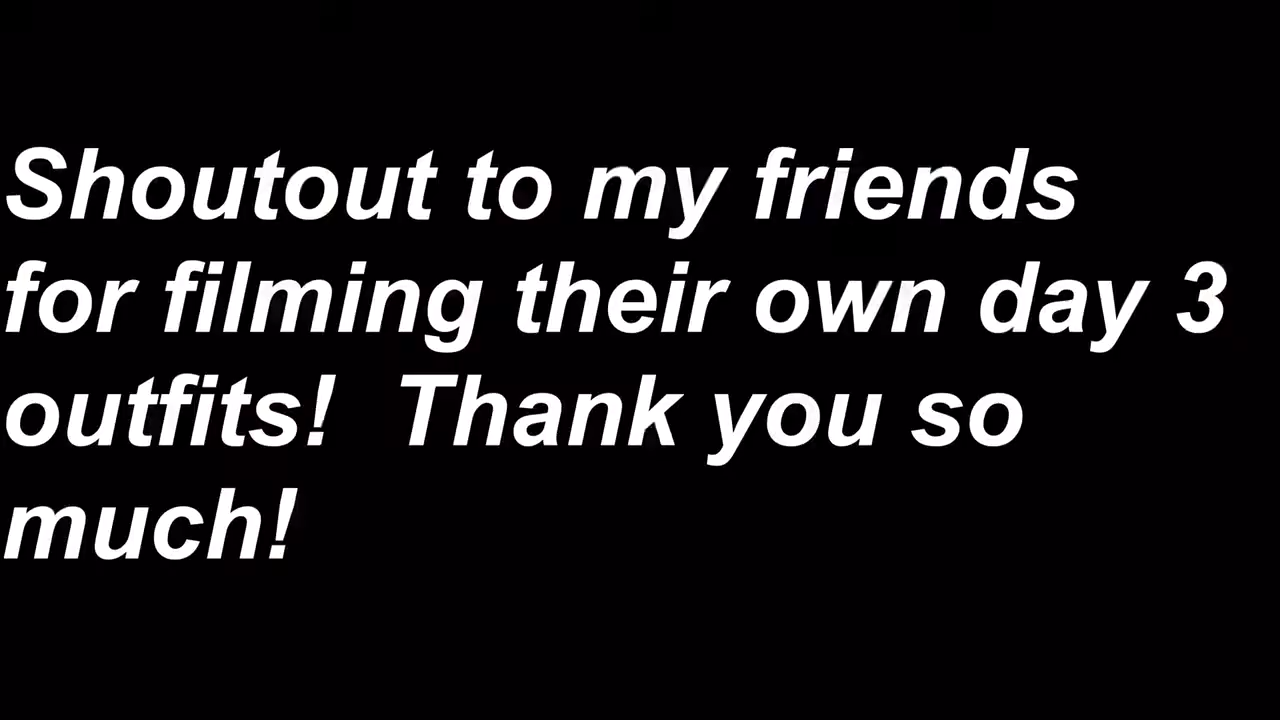 Shoutout to my friends
for filming their own day 3
outfits!  Thank you so
much!